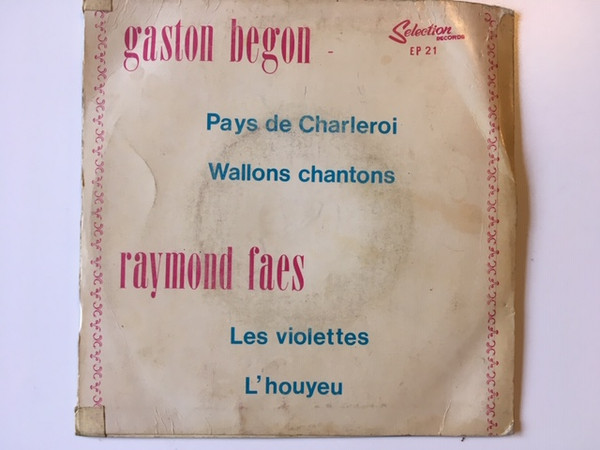 gaston begon -
Selection
RECORDS
EP 21
Pays de Charleroi
Wallons chantons
raymond faes
Les violettes
L'houyeu